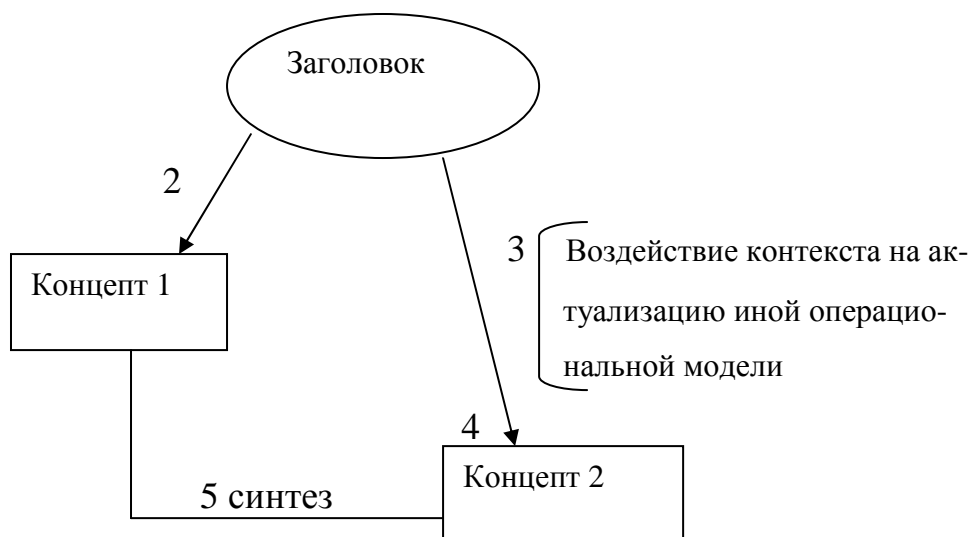 Заголовок
2
3
Воздействие контекста на ак-
туализацию иной операцио-
нальной модели
Концепт 1
4
Концепт 2
5 синтез